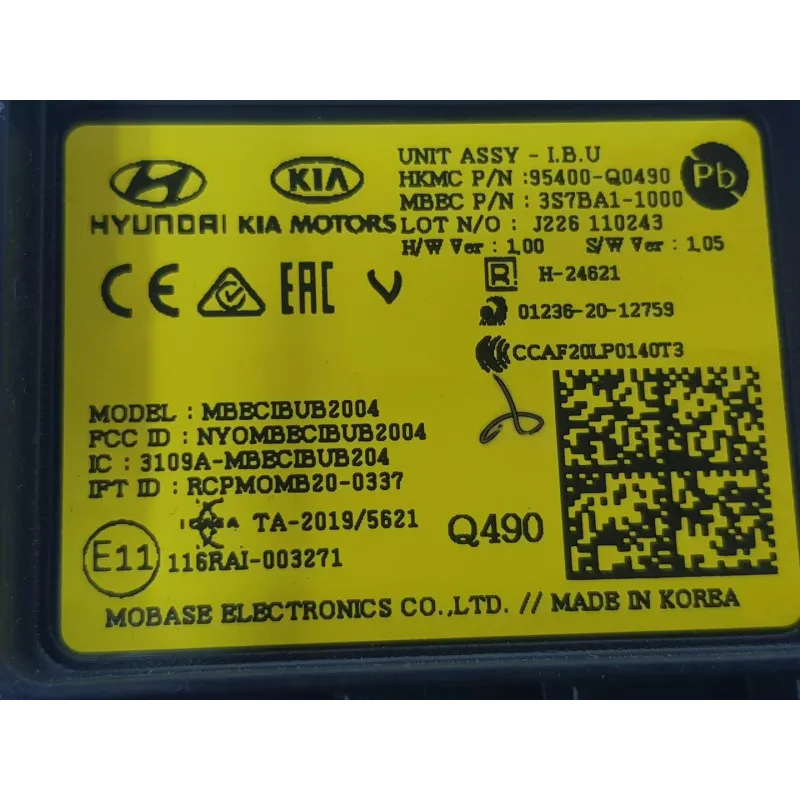 UNIT ASSY - I.B.U
KIA
HKMC P/N :95400-Q0490
Pb
MBEC P/N : 3S7BA1-1000
HYUNDAI KIA MOTORS
LOT N/O : J226 110243
H/W Ver : 1.00 S/W Ver : 1.05
CE EAC
R H-24621
01236-20-12759
CCAF20LP0140T3
MODEL : MBECIBUB2004
FCC ID : NYOMBECIBUB2004
IC : 3109A-MBECIBUB204
IFT ID : RCPMOMB20-0337
ICASA TA-2019/5621
Q490
E11 116RAI-003271
MOBASE ELECTRONICS CO.,LTD. // MADE IN KOREA